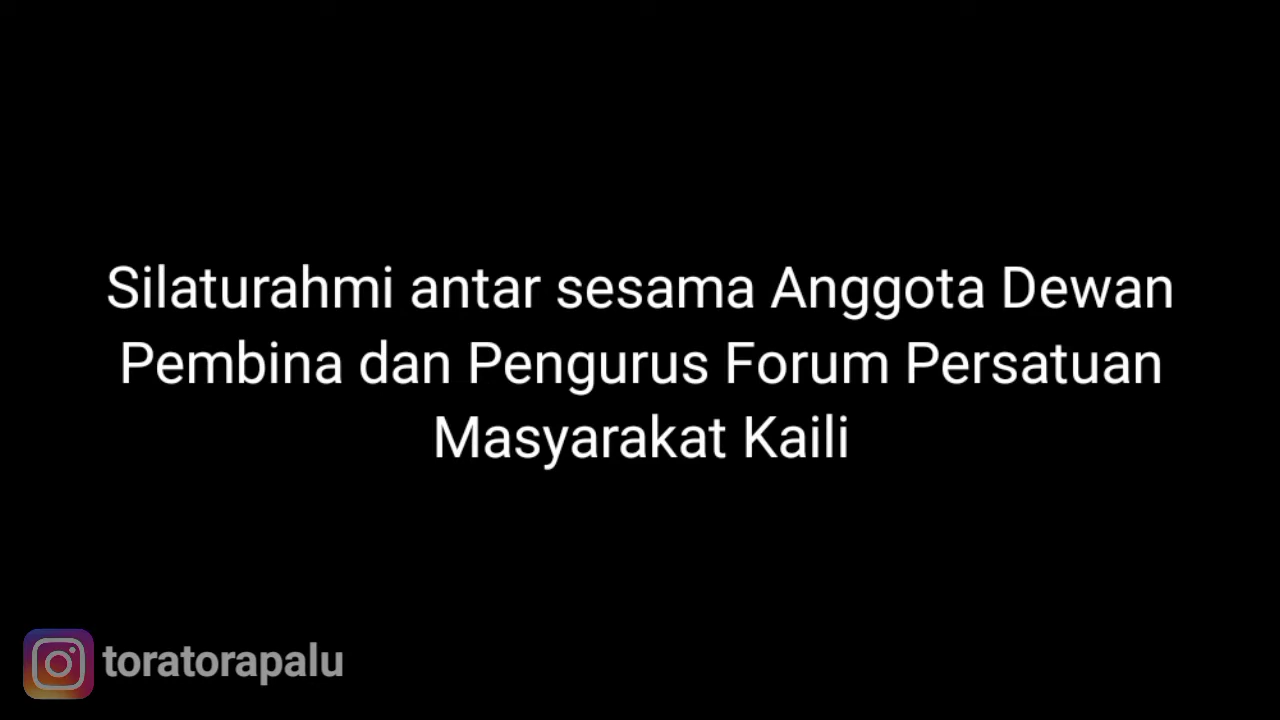 Silaturahmi antar sesama Anggota Dewan
Pembina dan Pengurus Forum Persatuan
Masyarakat Kaili
toratorapalu